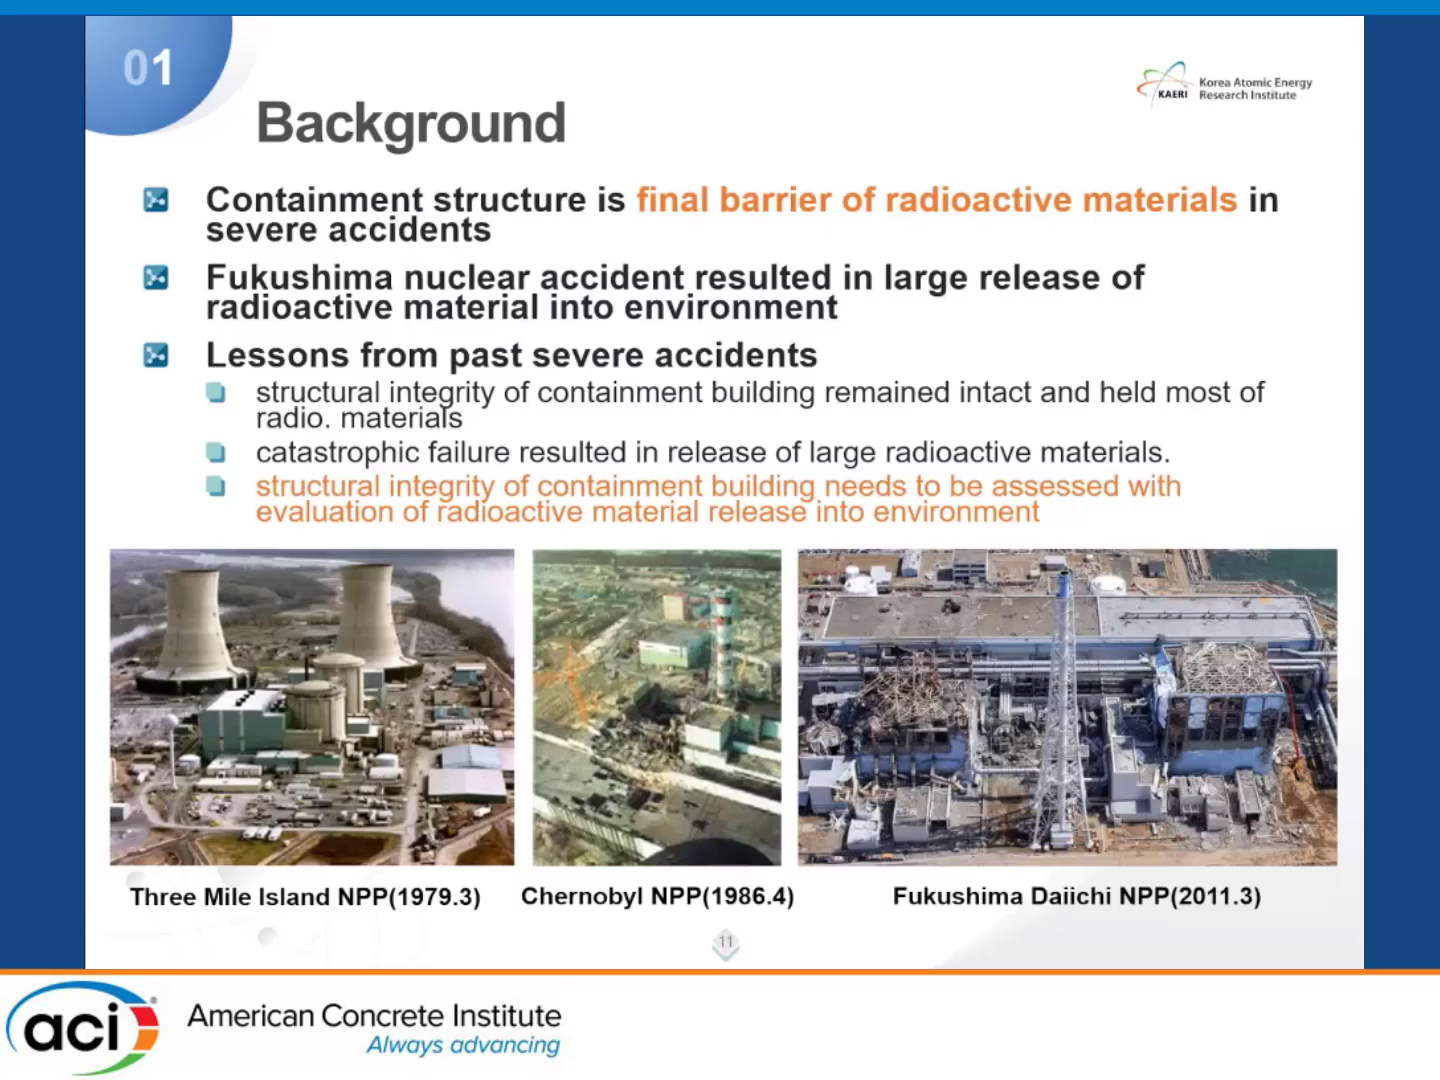 01
KAERI
Korea Atomic Energy
Research Institute
Background
Containment structure is final barrier of radioactive materials in
severe accidents
Fukushima nuclear accident resulted in large release of
radioactive material into environment
Lessons from past severe accidents
structural integrity of containment building remained intact and held most of
radio. materials
catastrophic failure resulted in release of large radioactive materials.
structural integrity of containment building needs to be assessed with
evaluation of radioactive material release into environment
Three Mile Island NPP(1979.3)
Chernobyl NPP(1986.4)
Fukushima Daiichi NPP(2011.3)
11
aci
American Concrete Institute
Always advancing